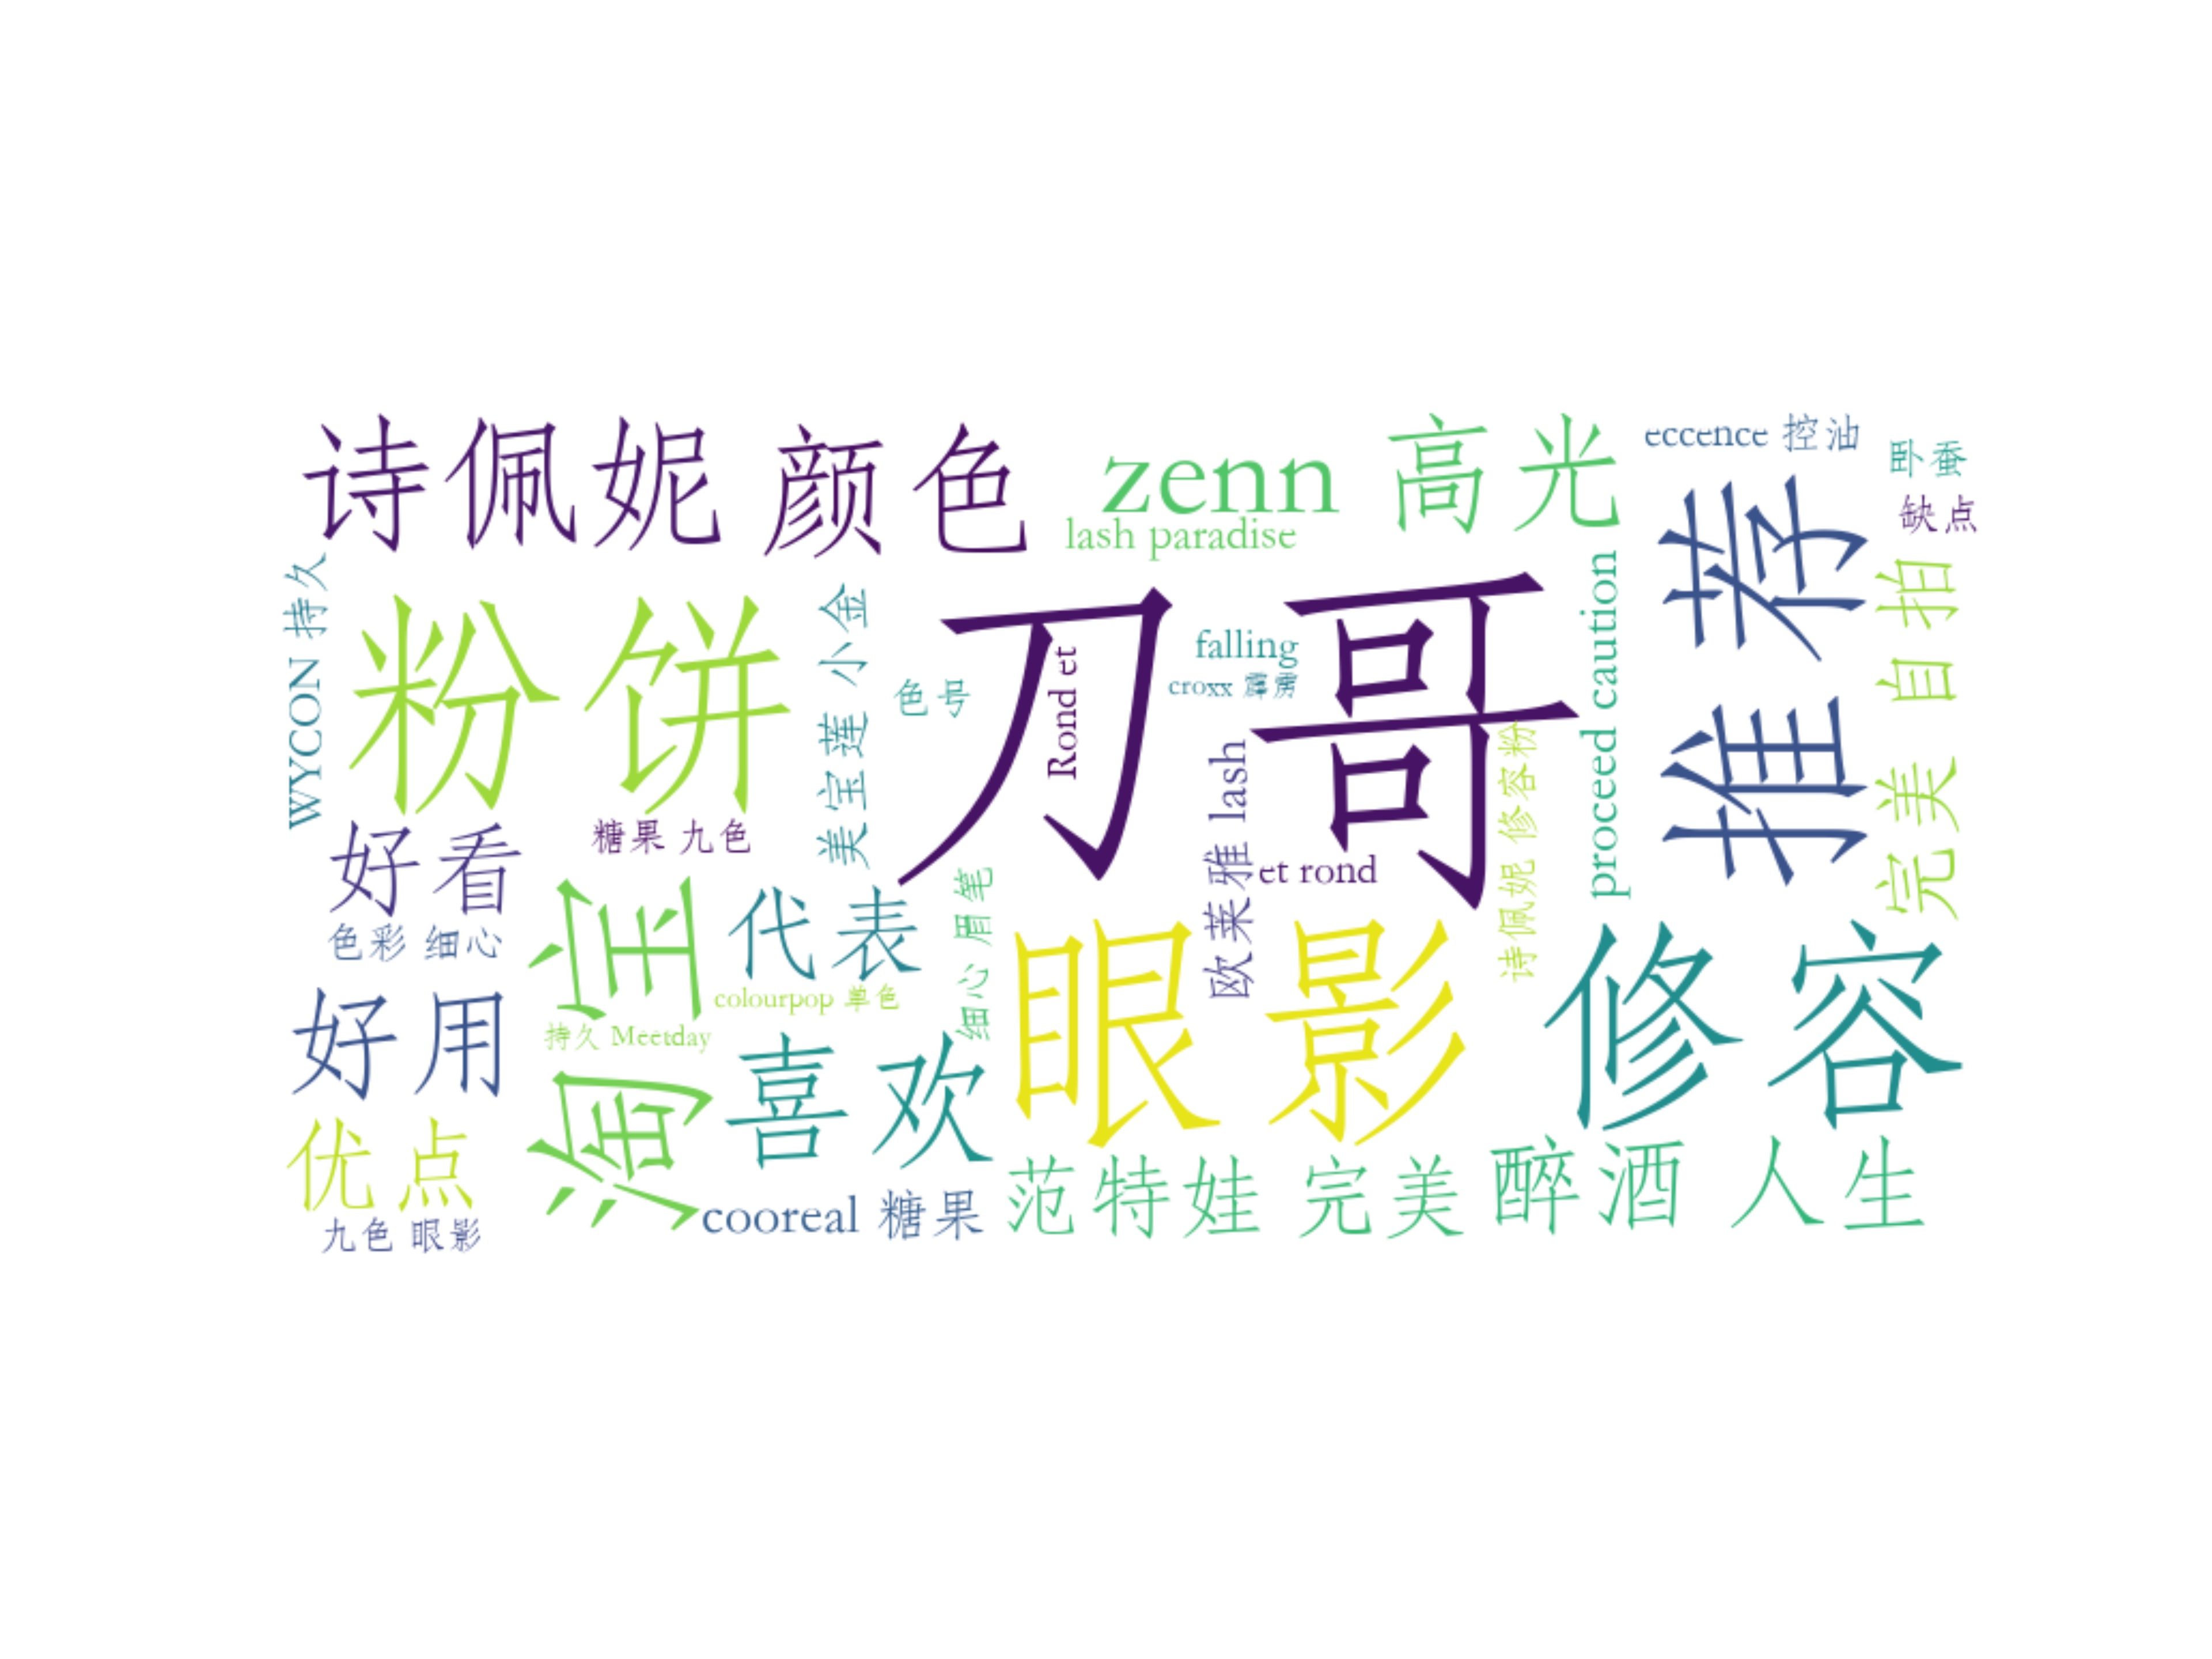 诗佩妮 颜色
zenn
高光
eccence 控油
卧蚕
缺点
lash paradise
推荐
WYCON 持久
粉饼
美宝莲 小金
色号
刀哥
Rond et
falling
croxx 霹雳
proceed caution
完美 自拍
好看
糖果 九色
欧莱雅 lash
et rond
诗佩妮 修容粉
色彩 细心
滴宝
代表
细心 眉笔
眼影
修容
好用
colourpop 单色
持久 Meetday
喜欢
优点
九色 眼影
cooreal 糖果
范特娃 完美
醉酒 人生